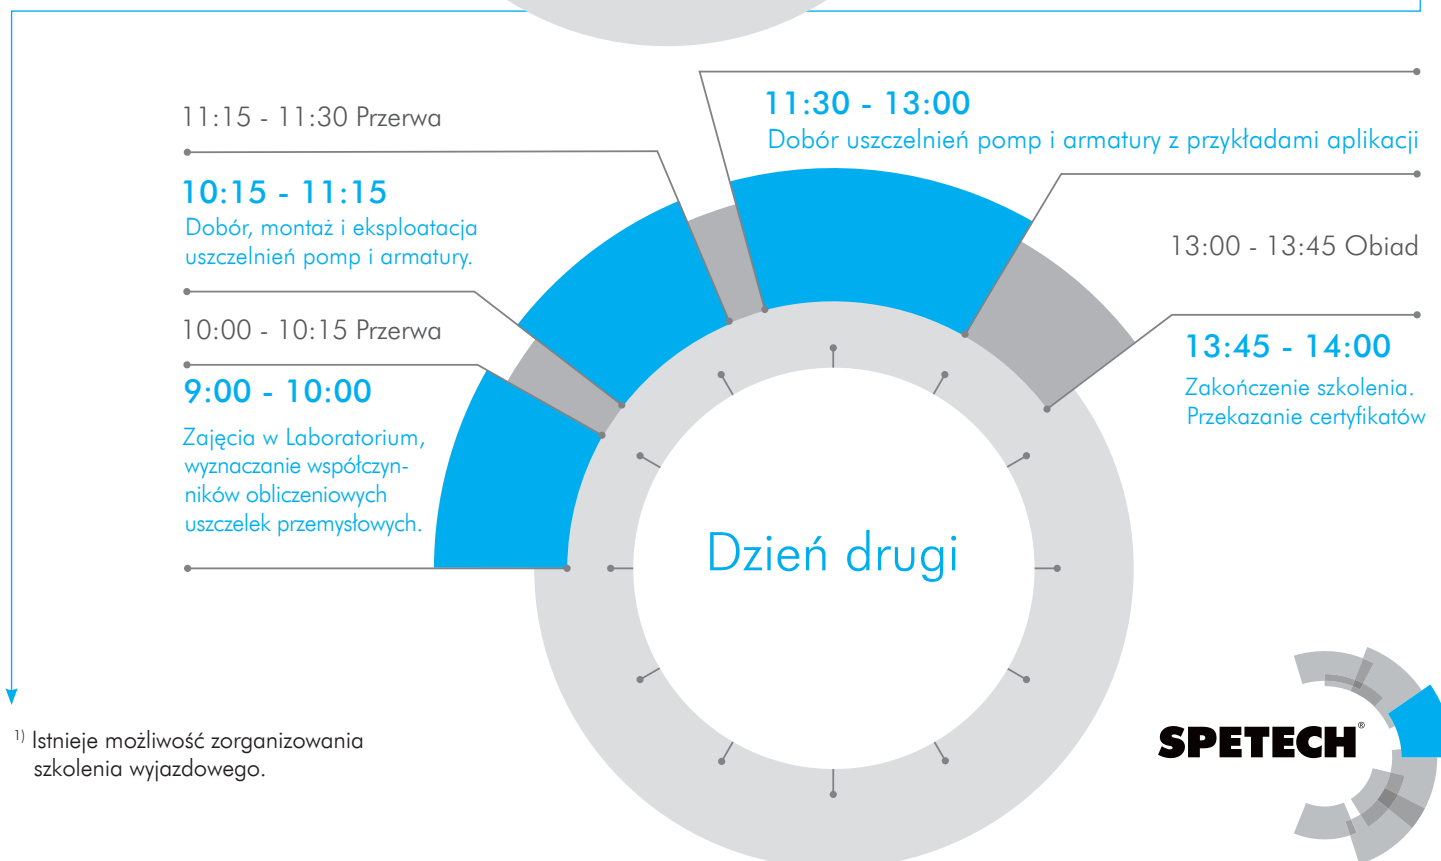 11:15 - 11:30 Przerwa
10:15 - 11:15
Dobór, montaż i eksploatacja
uszczelnień pomp i armatury.
10:00 - 10:15 Przerwa
9:00 - 10:00
Zajęcia w Laboratorium,
wyznaczanie współczyn-
ników obliczeniowych
uszczelek przemysłowych.
11:30 - 13:00
Dobór uszczelnień pomp i armatury z przykładami aplikacji
13:00 - 13:45 Obiad
13:45 - 14:00
Zakończenie szkolenia.
Przekazanie certyfikatów
Dzień drugi
1) Istnieje możliwość zorganizowania
szkolenia wyjazdowego.
SPETECH®